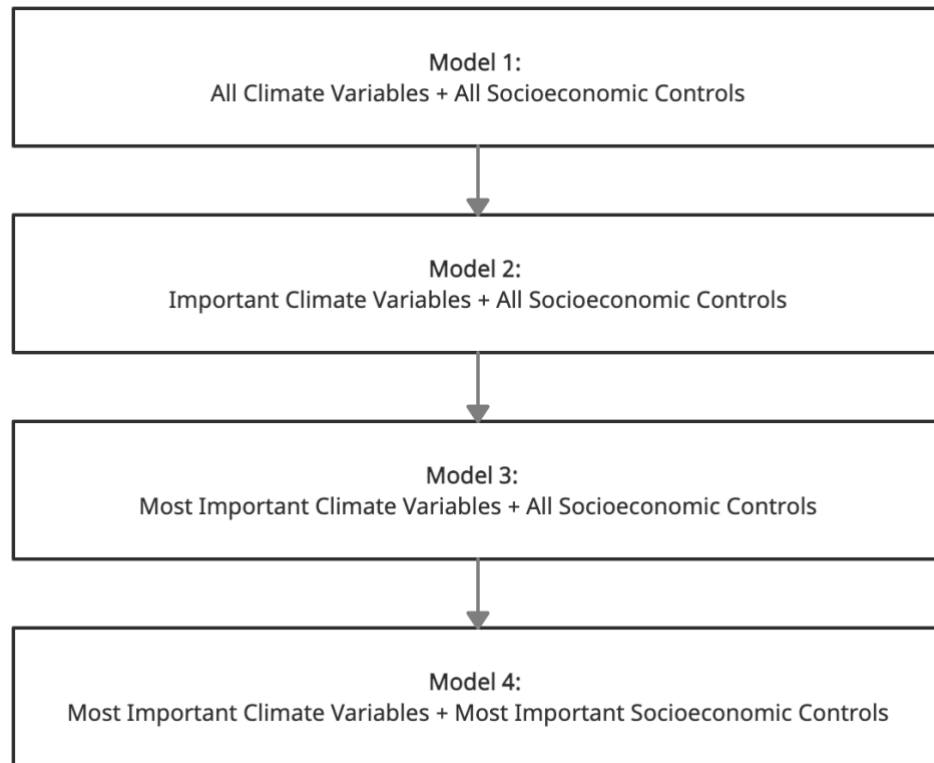 Model 1:
All Climate Variables + All Socioeconomic Controls
Model 2:
Important Climate Variables + All Socioeconomic Controls
Model 3:
Most Important Climate Variables + All Socioeconomic Controls
Model 4:
Most Important Climate Variables + Most Important Socioeconomic Controls